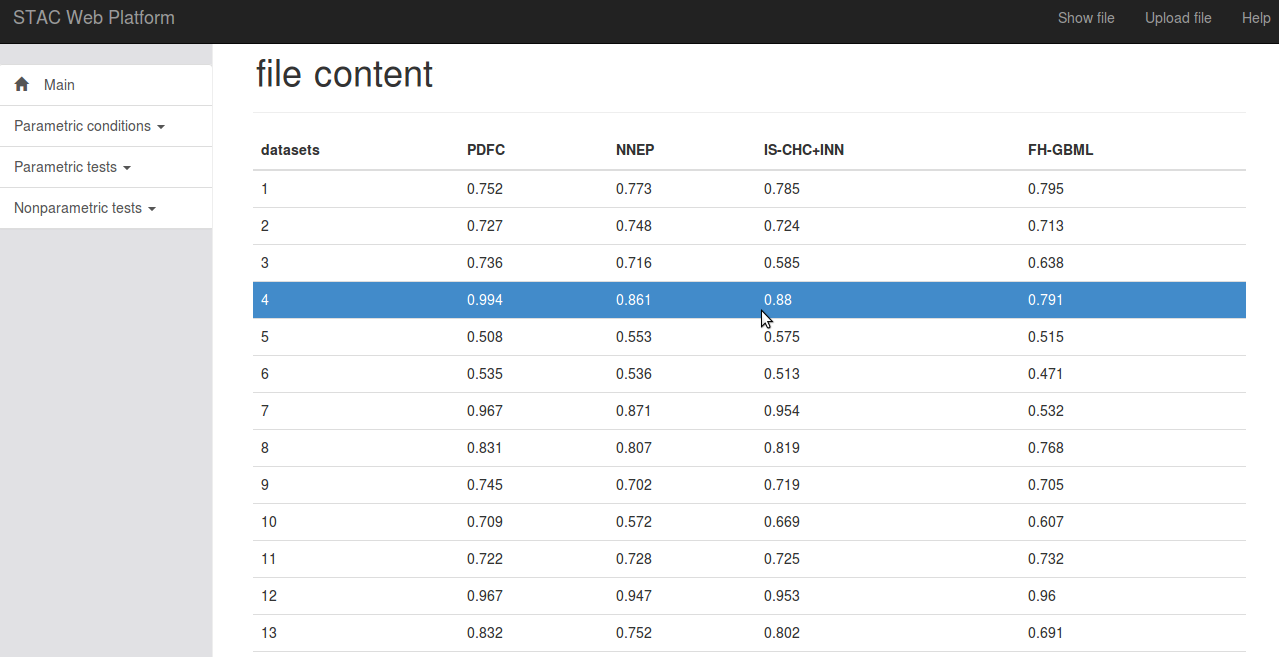 STAC Web Platform Show file Upload file Help
Main
Parametric conditions
Parametric tests
Nonparametric tests
file content
datasets PDFC NNEP IS-CHC+INN FH-GBML
1 0.752 0.773 0.785 0.795
2 0.727 0.748 0.724 0.713
3 0.736 0.716 0.585 0.638
4 0.994 0.861 0.88 0.791
5 0.508 0.553 0.575 0.515
6 0.535 0.536 0.513 0.471
7 0.967 0.871 0.954 0.532
8 0.831 0.807 0.819 0.768
9 0.745 0.702 0.719 0.705
10 0.709 0.572 0.669 0.607
11 0.722 0.728 0.725 0.732
12 0.967 0.947 0.953 0.96
13 0.832 0.752 0.802 0.691